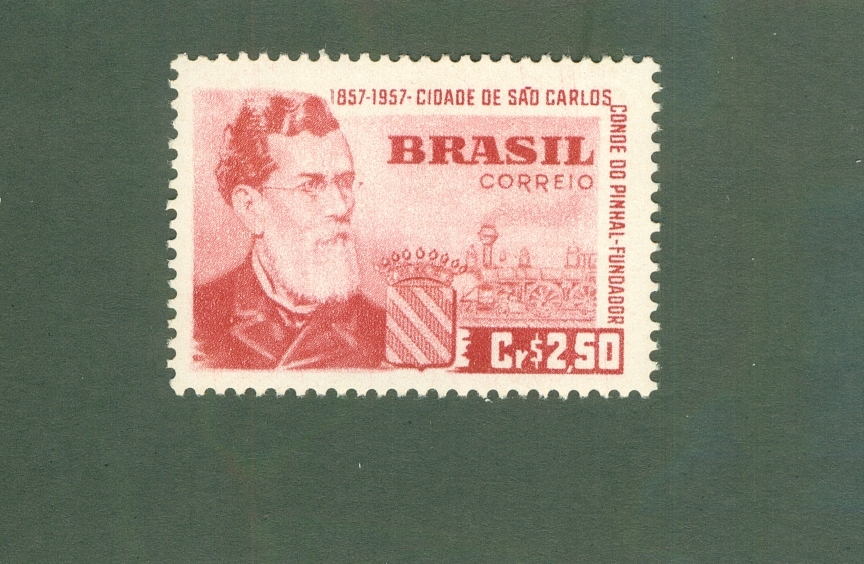 1857-1957-CIDADE DE SÃO CARLOS
CONDE DO PINHAL-FUNDADOR
BRASIL
CORREIO
Cr$2,50